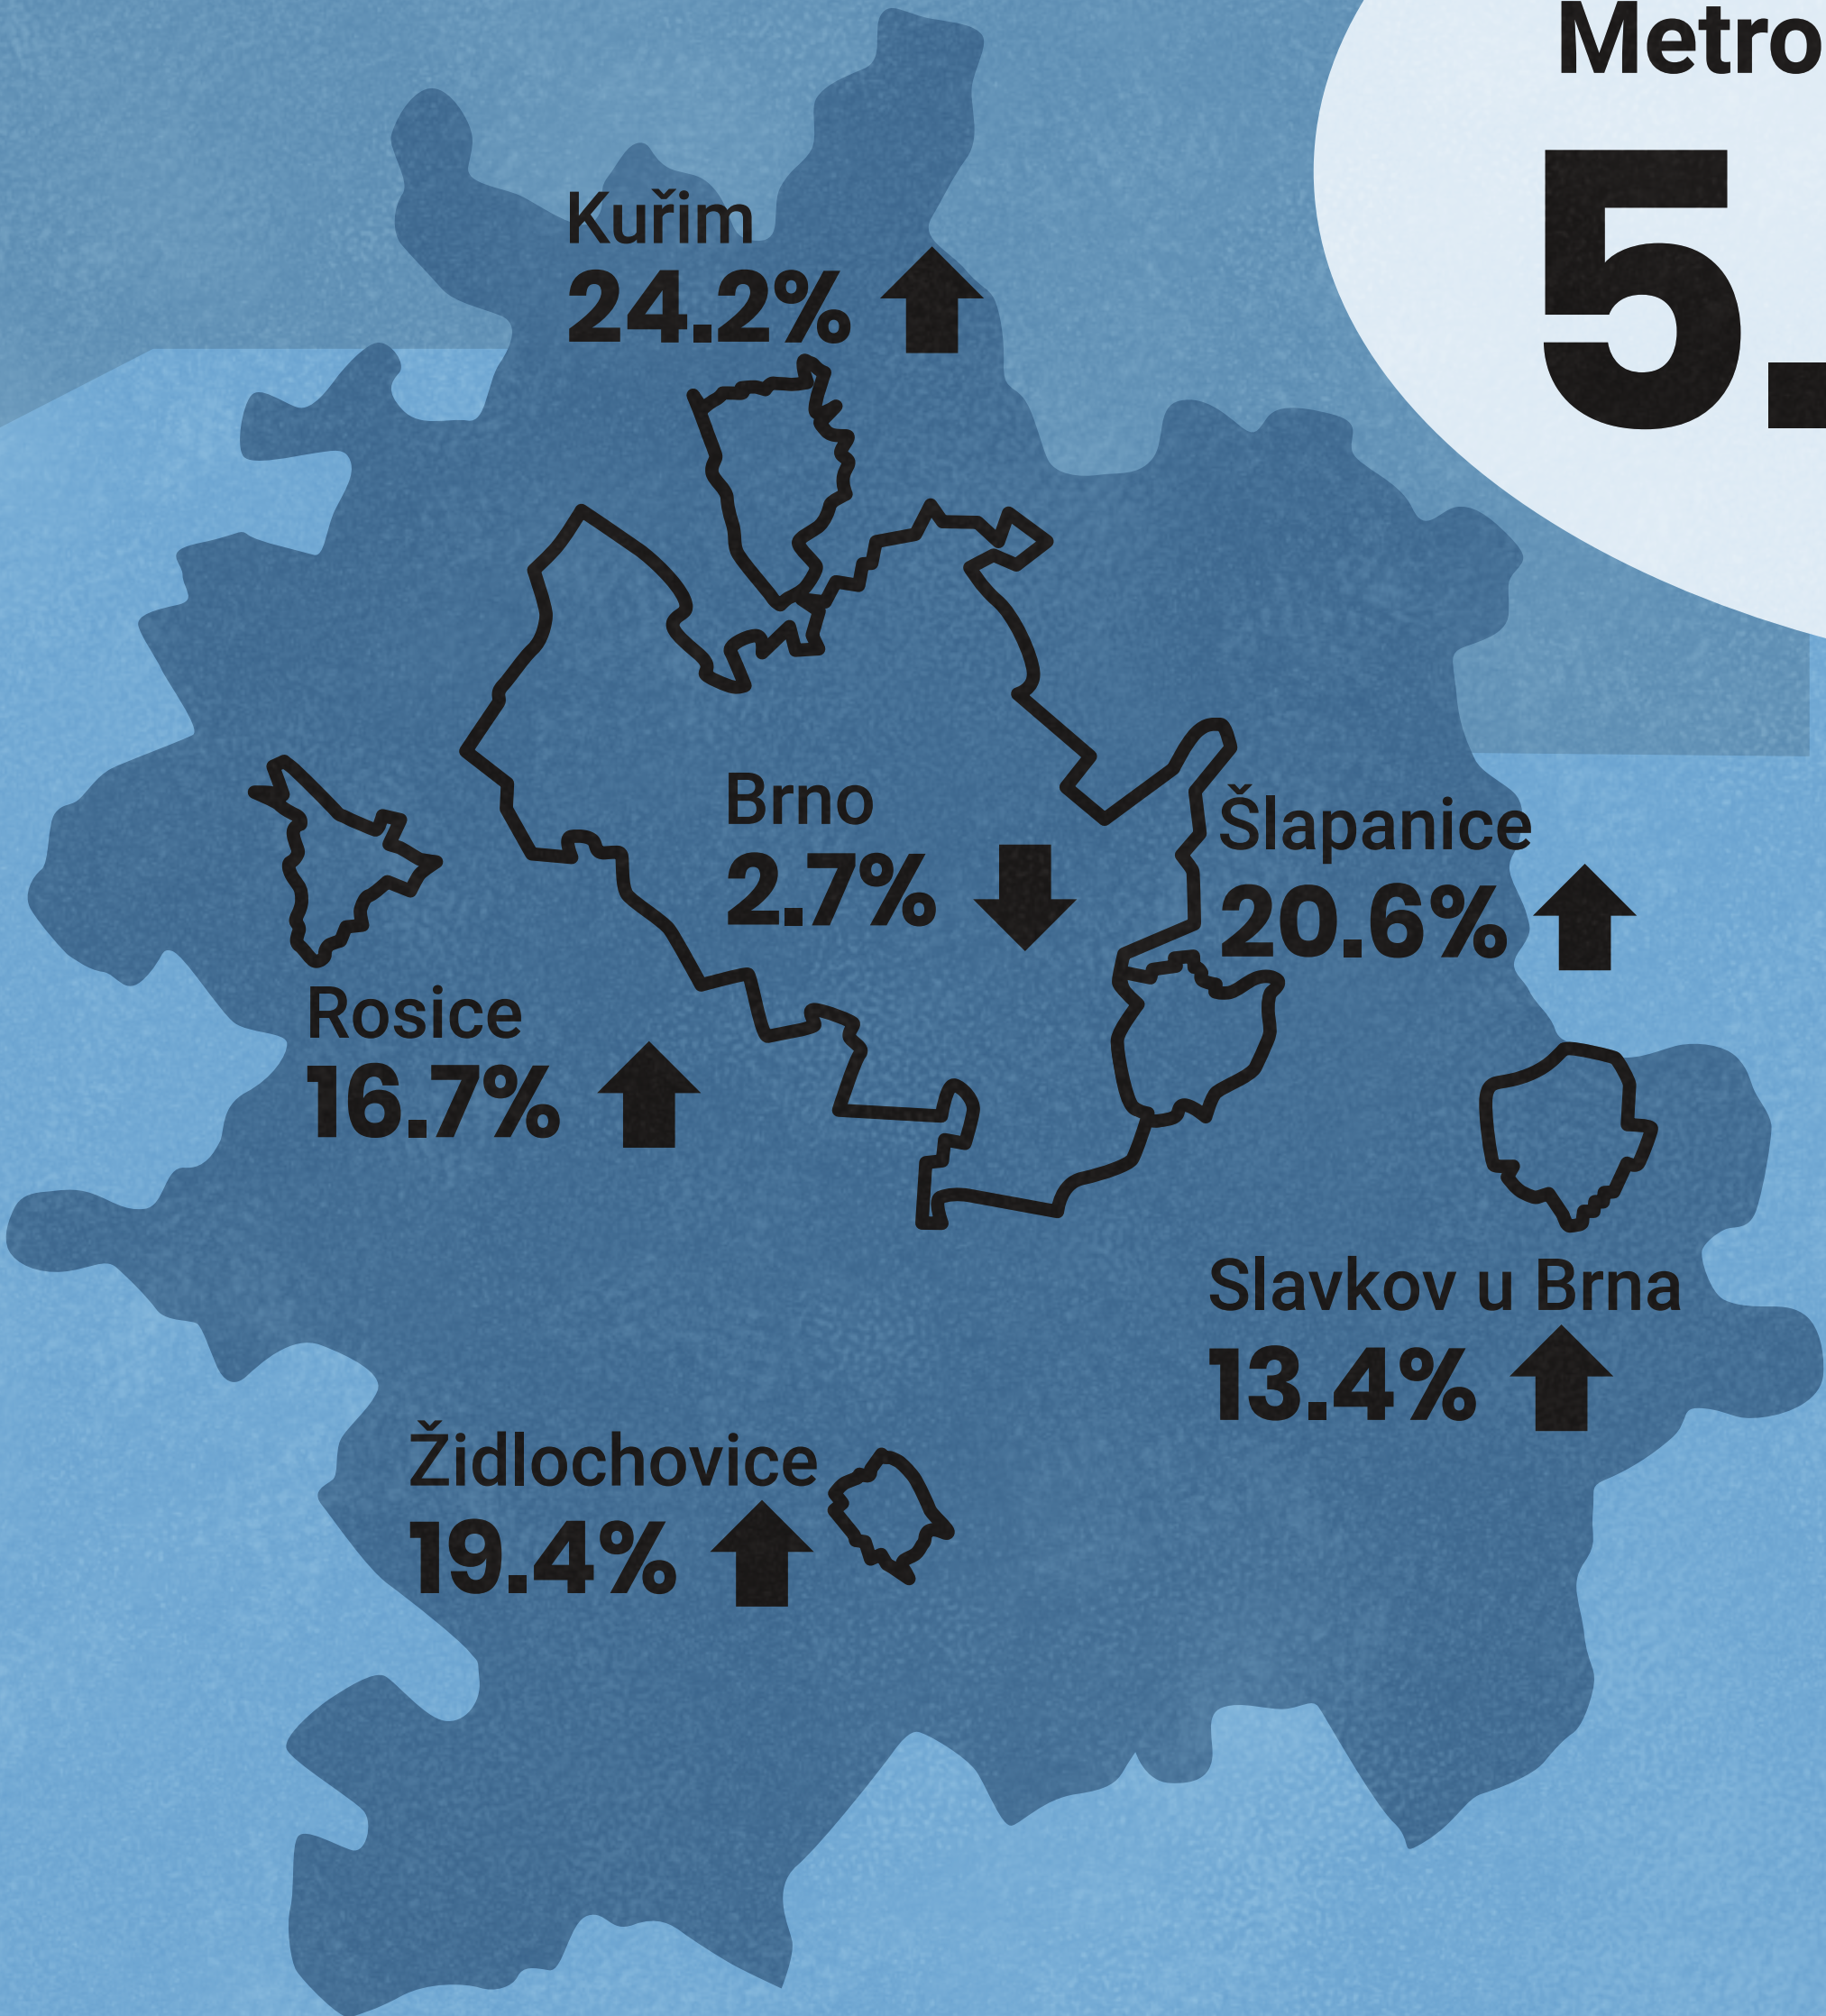 Metro
5.
Kuřim
24.2%
Brno
2.7%
Šlapanice
20.6%
Rosice
16.7%
Slavkov u Brna
13.4%
Židlochovice
19.4%